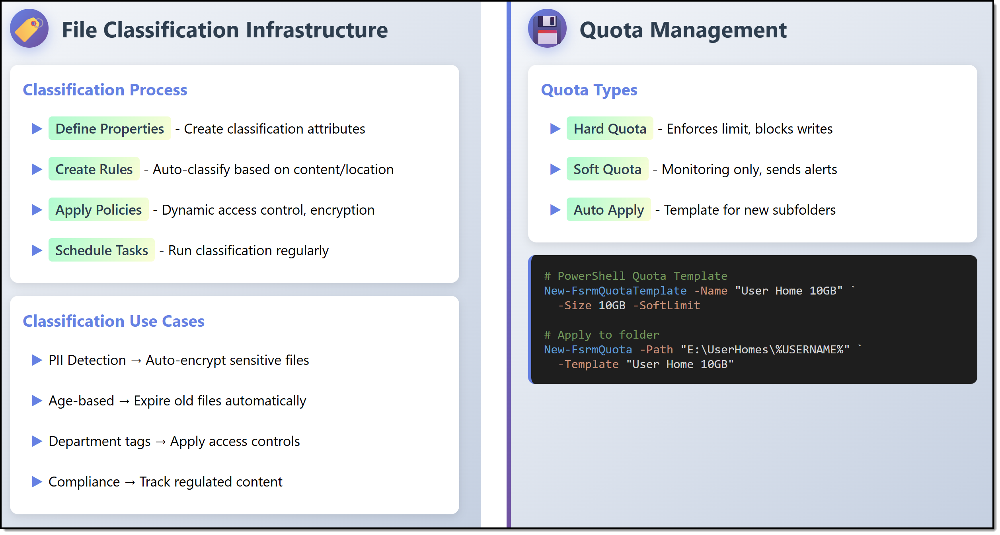 File Classification Infrastructure
Classification Process
▶ Define Properties - Create classification attributes
▶ Create Rules - Auto-classify based on content/location
▶ Apply Policies - Dynamic access control, encryption
▶ Schedule Tasks - Run classification regularly
Classification Use Cases
▶ PII Detection → Auto-encrypt sensitive files
▶ Age-based → Expire old files automatically
▶ Department tags → Apply access controls
▶ Compliance → Track regulated content
Quota Management
Quota Types
▶ Hard Quota - Enforces limit, blocks writes
▶ Soft Quota - Monitoring only, sends alerts
▶ Auto Apply - Template for new subfolders
# PowerShell Quota Template
New-FsrmQuotaTemplate -Name "User Home 10GB" `
  -Size 10GB -SoftLimit
# Apply to folder
New-FsrmQuota -Path "E:\UserHomes\%USERNAME%" `
  -Template "User Home 10GB"